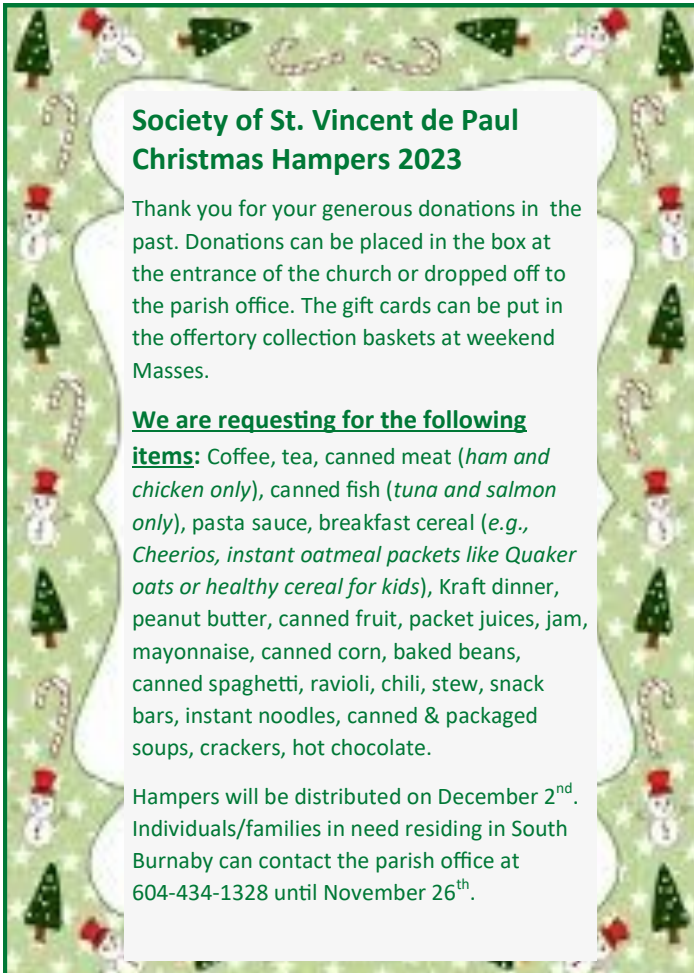 Society of St. Vincent de Paul
Christmas Hampers 2023
Thank you for your generous donations in  the
past. Donations can be placed in the box at
the entrance of the church or dropped off to
the parish office. The gift cards can be put in
the offertory collection baskets at weekend
Masses.
We are requesting for the following
items: Coffee, tea, canned meat (ham and
chicken only), canned fish (tuna and salmon
only), pasta sauce, breakfast cereal (e.g.,
Cheerios, instant oatmeal packets like Quaker
oats or healthy cereal for kids), Kraft dinner,
peanut butter, canned fruit, packet juices, jam,
mayonnaise, canned corn, baked beans,
canned spaghetti, ravioli, chili, stew, snack
bars, instant noodles, canned & packaged
soups, crackers, hot chocolate.
Hampers will be distributed on December 2nd.
Individuals/families in need residing in South
Burnaby can contact the parish office at
604-434-1328 until November 26th.